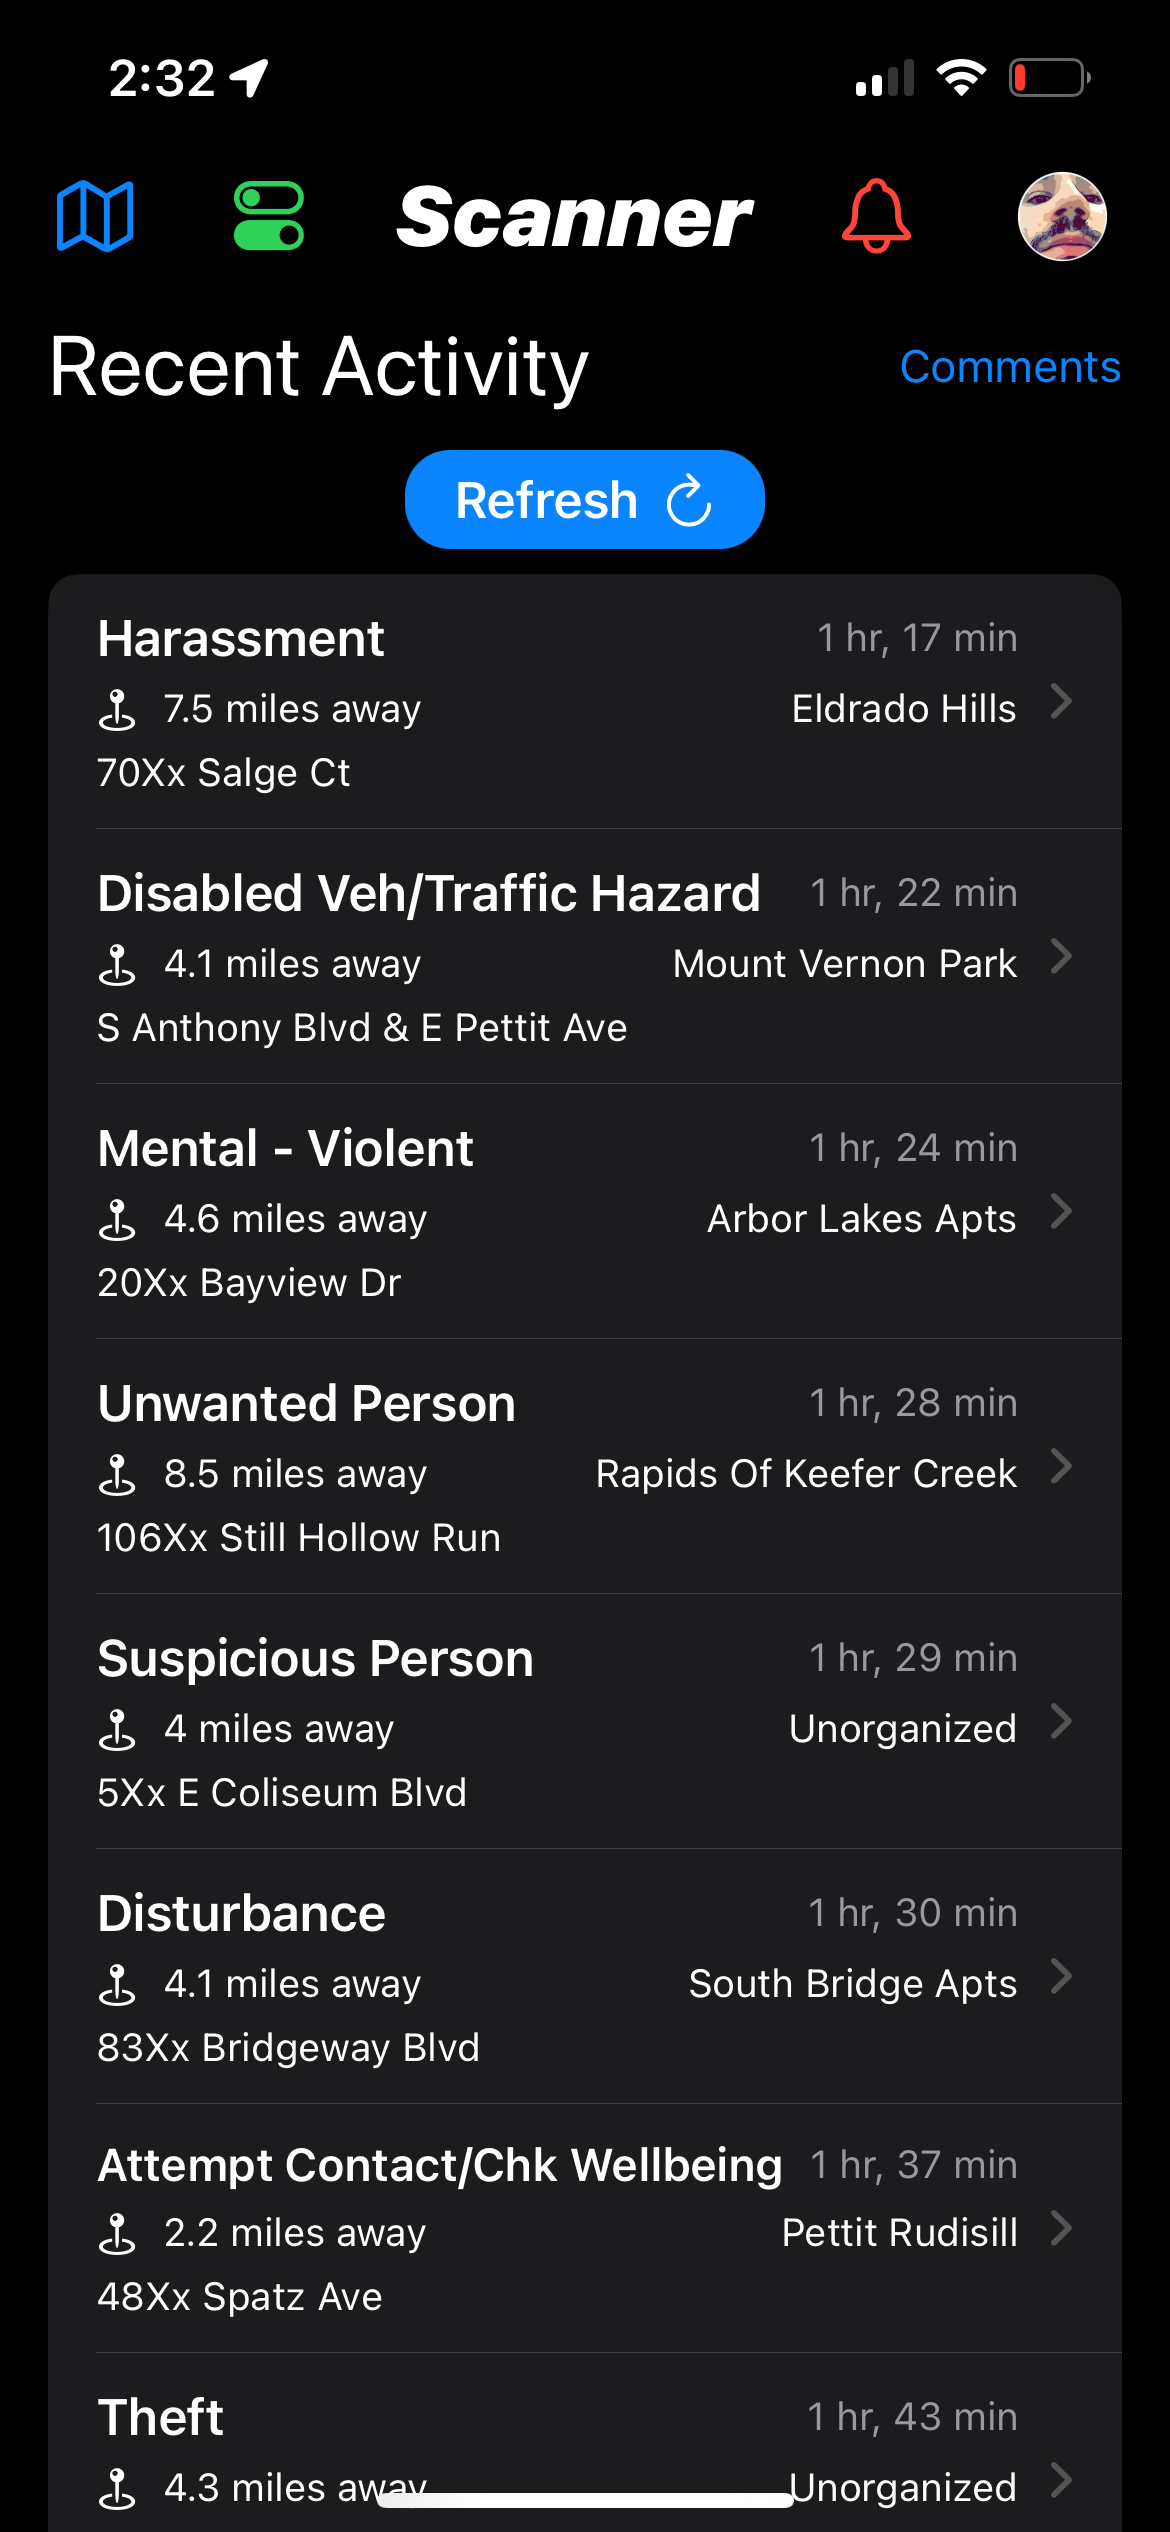 2:32
Scanner
Recent Activity
Comments
Refresh
Harassment 1 hr, 17 min
7.5 miles away Eldrado Hills
70Xx Salge Ct
Disabled Veh/Traffic Hazard 1 hr, 22 min
4.1 miles away Mount Vernon Park
S Anthony Blvd & E Pettit Ave
Mental - Violent 1 hr, 24 min
4.6 miles away Arbor Lakes Apts
20Xx Bayview Dr
Unwanted Person 1 hr, 28 min
8.5 miles away Rapids Of Keefer Creek
106Xx Still Hollow Run
Suspicious Person 1 hr, 29 min
4 miles away Unorganized
5Xx E Coliseum Blvd
Disturbance 1 hr, 30 min
4.1 miles away South Bridge Apts
83Xx Bridgeway Blvd
Attempt Contact/Chk Wellbeing 1 hr, 37 min
2.2 miles away Pettit Rudisill
48Xx Spatz Ave
Theft 1 hr, 43 min
4.3 miles away Unorganized